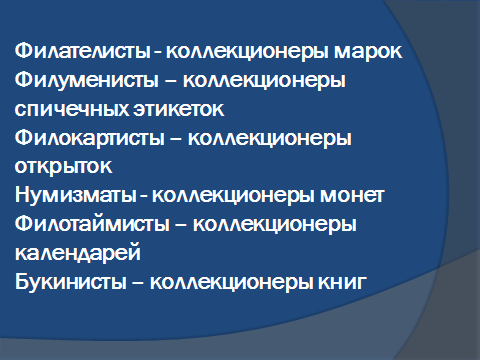 Филателисты - коллекционеры марок
Филуменисты – коллекционеры
спичечных этикеток
Филокартисты – коллекционеры
открыток
Нумизматы - коллекционеры монет
Филотаймисты – коллекционеры
календарей
Букинисты – коллекционеры книг